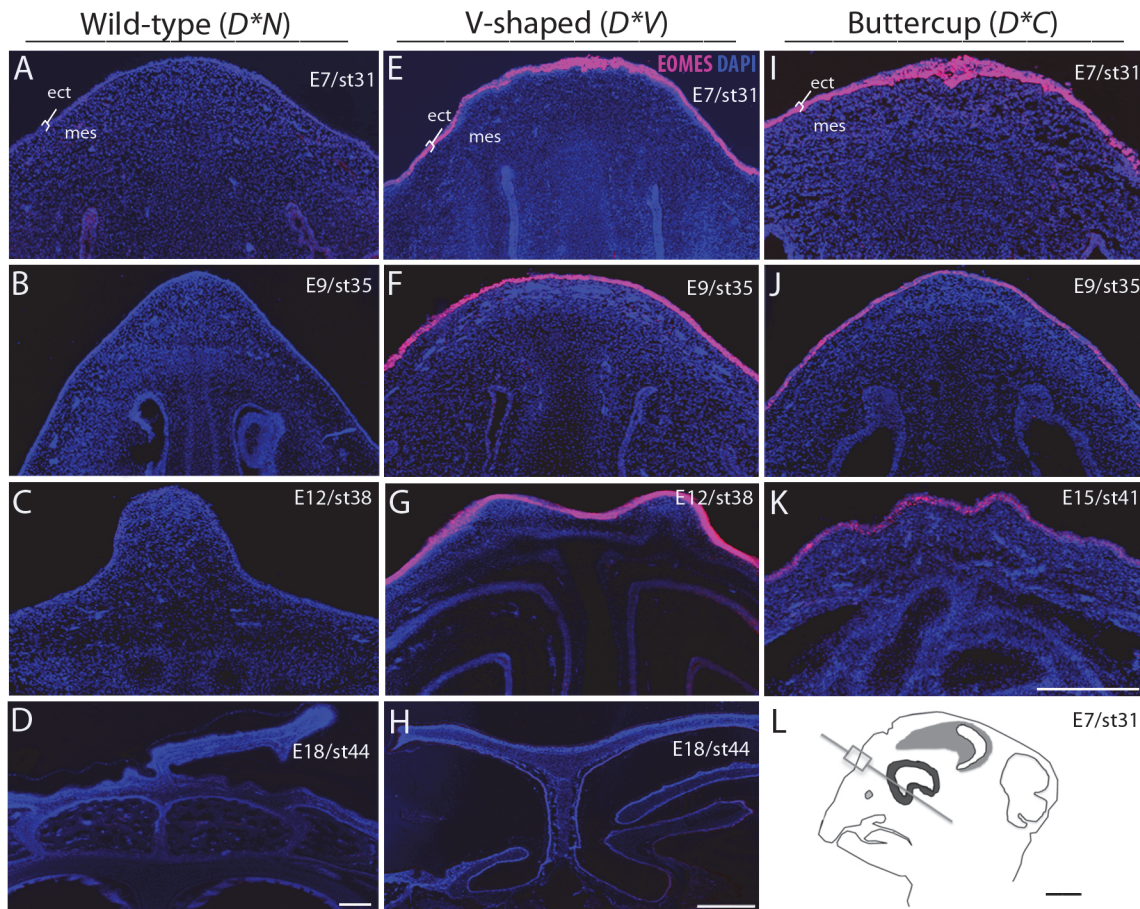 Wild-type (D*N)
V-shaped (D*V)
Buttercup (D*C)
A
E7/st31
ect
mes
E
EOMES DAPI
E7/st31
ect
mes
I
E7/st31
ect
mes
B
E9/st35
F
E9/st35
J
E9/st35
C
E12/st38
G
E12/st38
K
E15/st41
D
E18/st44
H
E18/st44
L
E7/st31